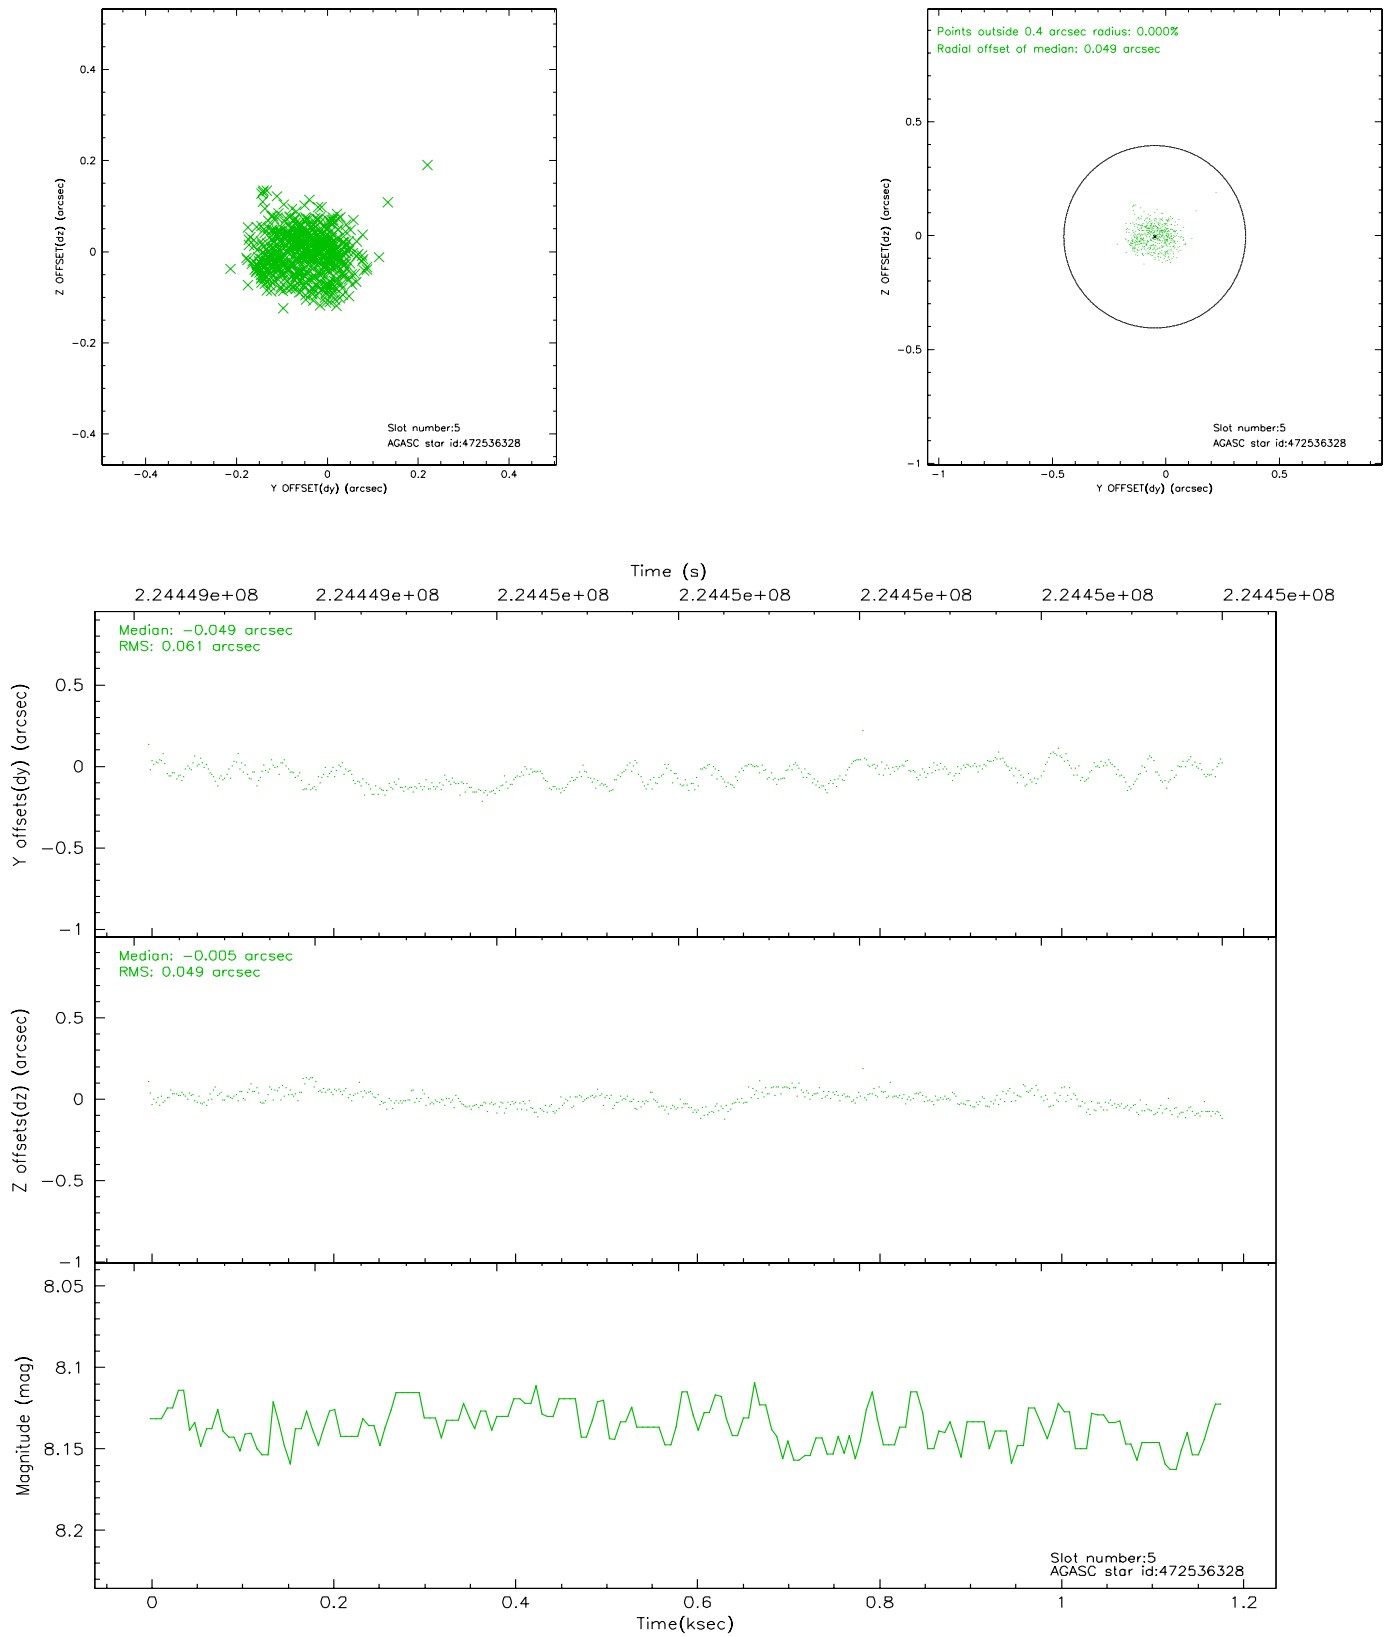 0.4
0.2
0
−0.2
−0.4
Z OFFSET(dz) (arcsec)
Slot number:5
AGASC star id:472536328
−0.4 −0.2 0 0.2 0.4
Y OFFSET(dy) (arcsec)
Points outside 0.4 arcsec radius: 0.000%
Radial offset of median: 0.049 arcsec
0.5
0
−0.5
−1
Z OFFSET(dz) (arcsec)
Slot number:5
AGASC star id:472536328
−1 −0.5 0 0.5
Y OFFSET(dy) (arcsec)
Time (s)
2.24449e+08 2.24449e+08 2.2445e+08 2.2445e+08 2.2445e+08 2.2445e+08 2.2445e+08
Median: −0.049 arcsec
RMS: 0.061 arcsec
0.5
0
−0.5
−1
Y offsets(dy) (arcsec)
Median: −0.005 arcsec
RMS: 0.049 arcsec
0.5
0
−0.5
−1
Z offsets(dz) (arcsec)
8.05
8.1
8.15
8.2
Magnitude (mag)
Slot number:5
AGASC star id:472536328
0 0.2 0.4 0.6 0.8 1 1.2
Time(ksec)